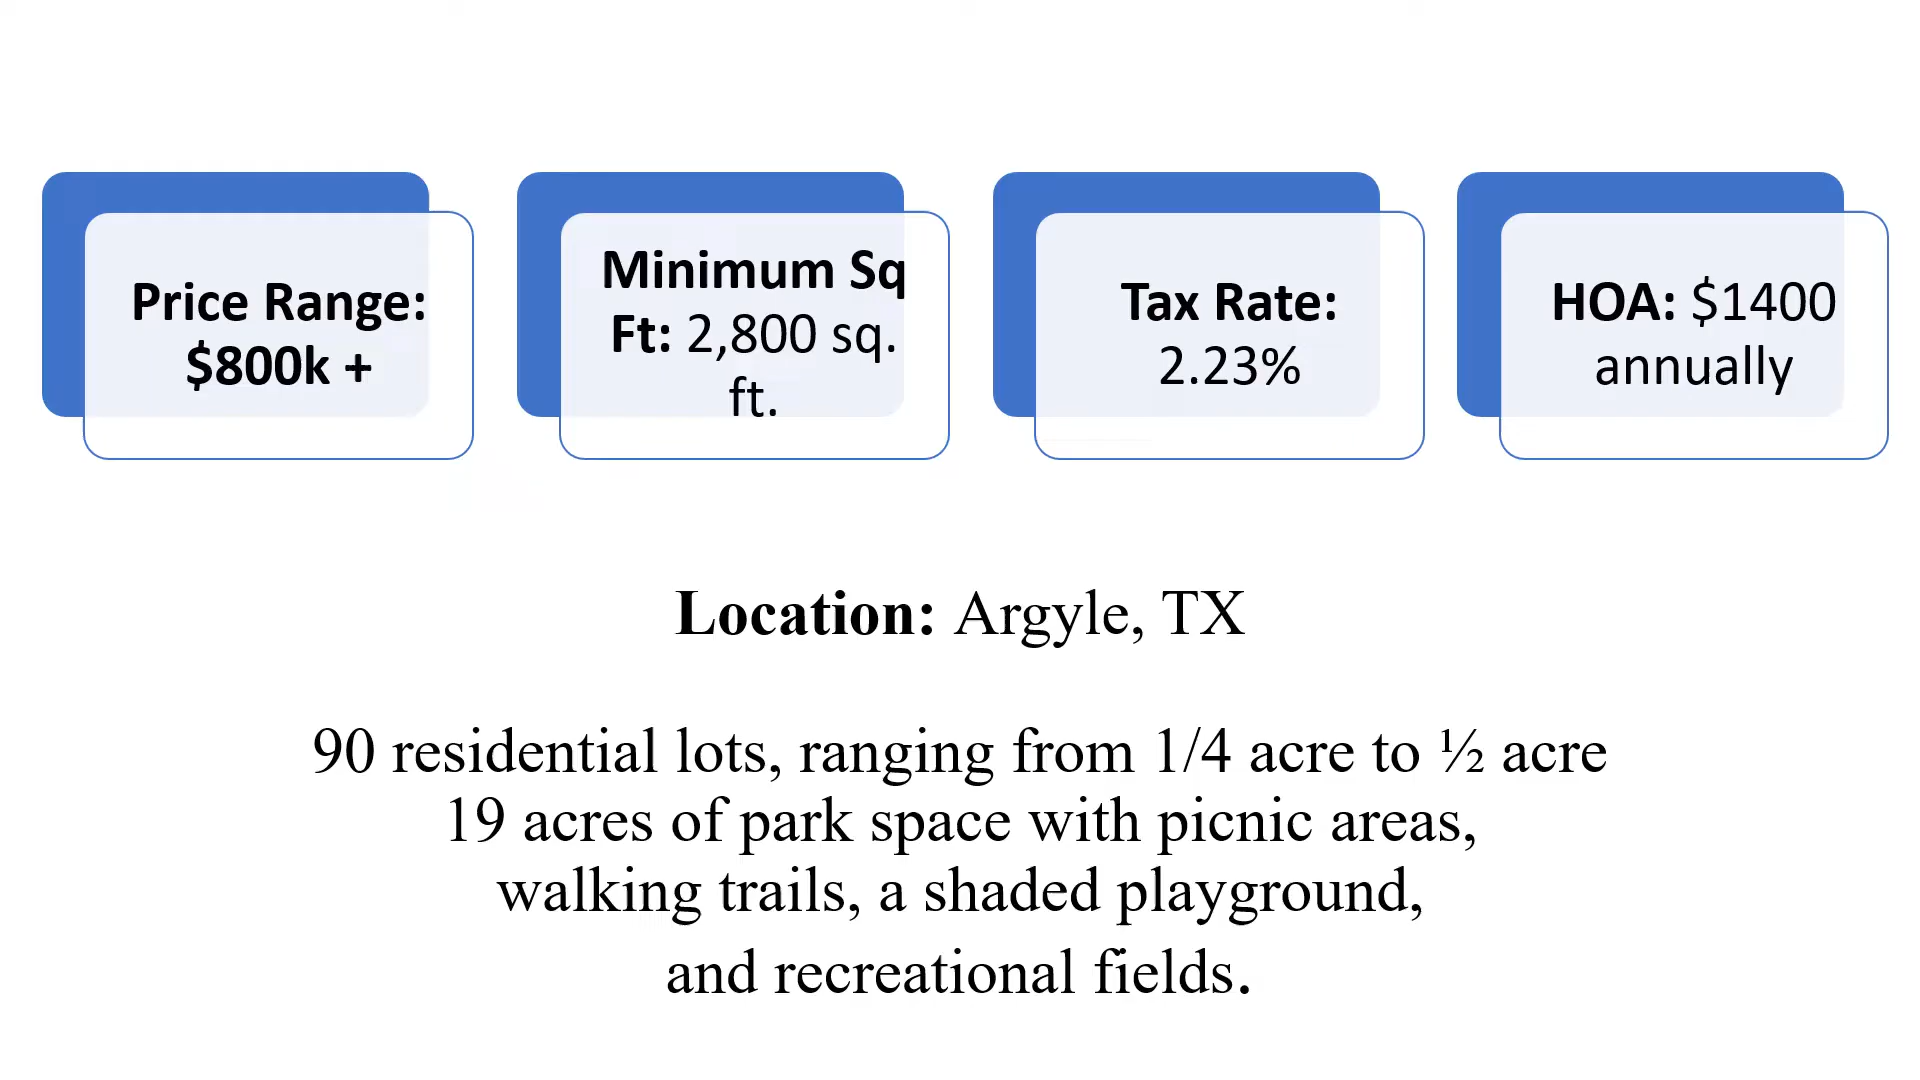 Price Range:
$800k +
Minimum Sq
Ft: 2,800 sq.
ft.
Tax Rate:
2.23%
HOA: $1400
annually
Location: Argyle, TX
90 residential lots, ranging from 1/4 acre to ½ acre
19 acres of park space with picnic areas,
walking trails, a shaded playground,
and recreational fields.